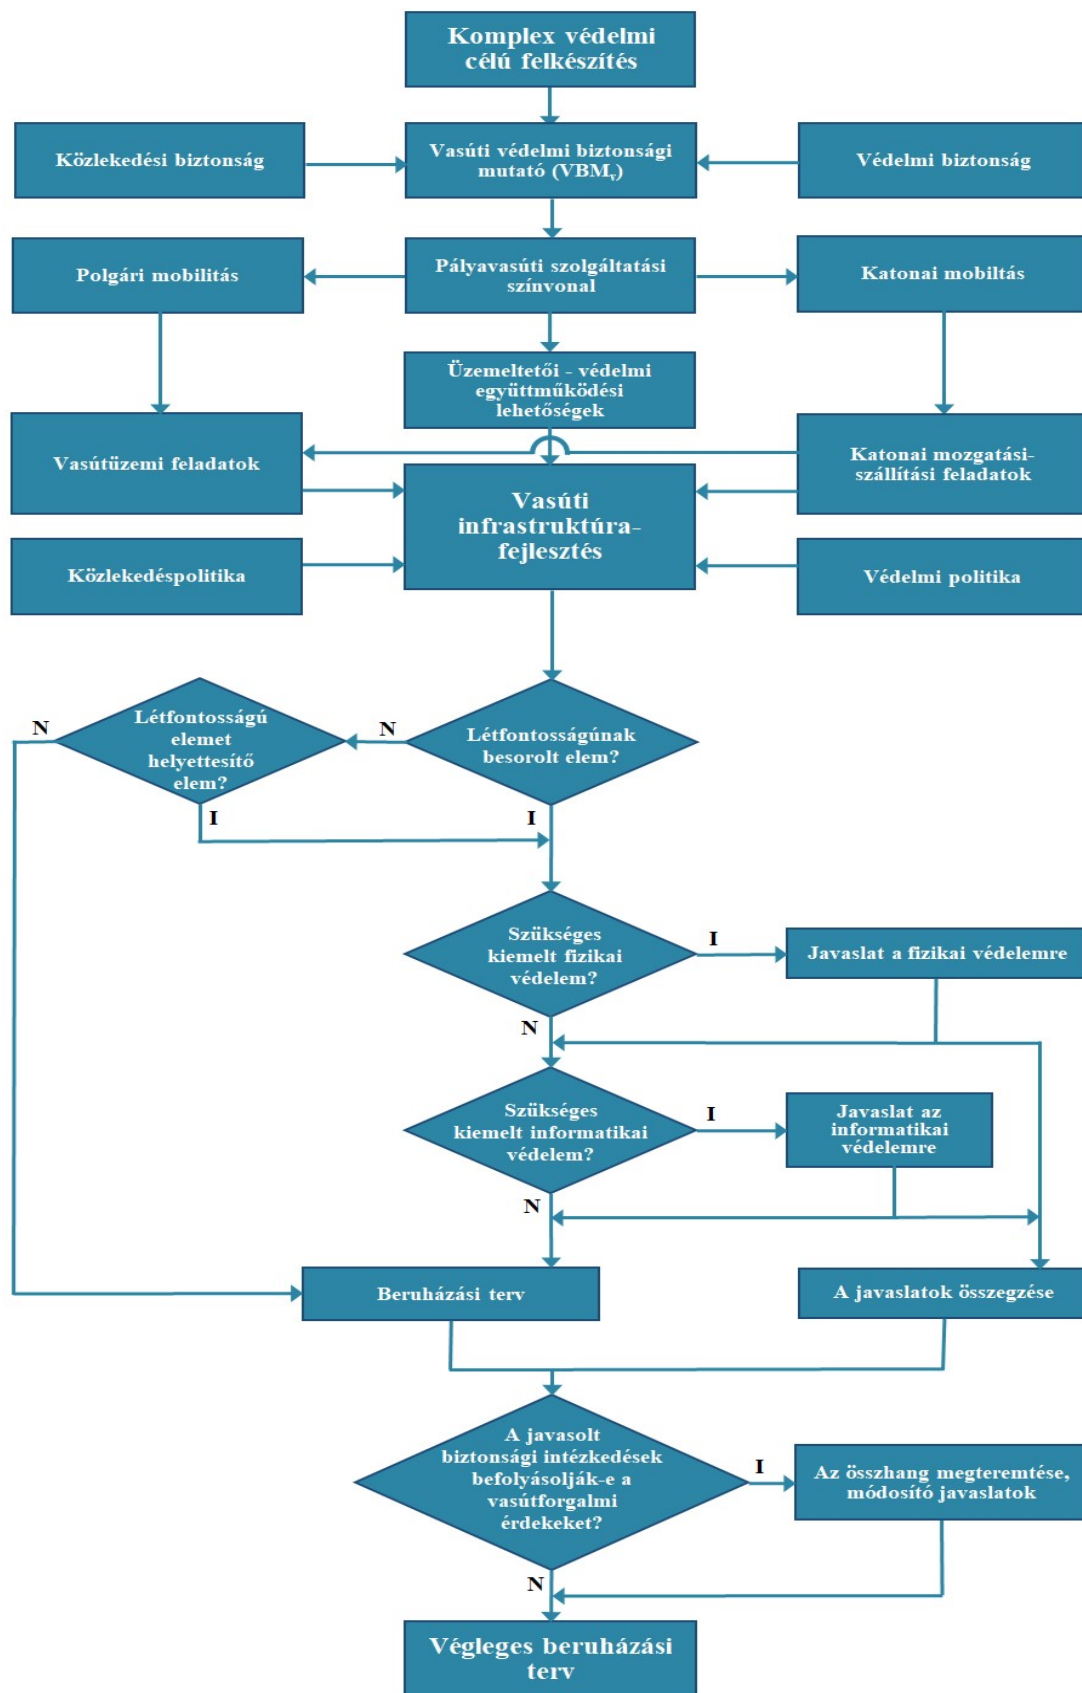 Komplex védelmi
célú felkészítés
Közlekedési biztonság
Vasúti védelmi biztonsági
mutató (VBMᵥ)
Védelmi biztonság
Polgári mobilitás
Pályavasúti szolgáltatási
színvonal
Katonai mobiltás
Üzemeltetői - védelmi
együttműködési
lehetőségek
Vasútüzemi feladatok
Katonai mozgatási-
szállítási feladatok
Vasúti
infrastruktúra-
fejlesztés
Közlekedéspolitika
Védelmi politika
N
Létfontosságú
elemet
helyettesítő
elem?
N
Létfontosságúnak
besorolt elem?
I
I
Szükséges
kiemelt fizikai
védelem?
I
Javaslat a fizikai védelemre
N
Szükséges
kiemelt informatikai
védelem?
I
Javaslat az
informatikai
védelemre
N
Beruházási terv
A javaslatok összegzése
A javasolt
biztonsági intézkedések
befolyásolják-e a
vasútforgalmi
érdekeket?
I
Az összhang megteremtése,
módosító javaslatok
N
Végleges beruházási
terv